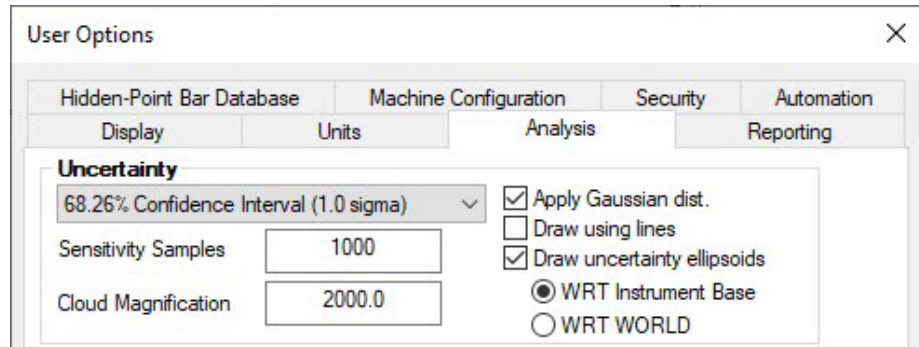 User Options
Hidden-Point Bar Database Machine Configuration Security Automation
Display Units Analysis Reporting
Uncertainty
68.26% Confidence Interval (1.0 sigma)
Apply Gaussian dist.
Draw using lines
Sensitivity Samples 1000
Draw uncertainty ellipsoids
Cloud Magnification 2000.0
WRT Instrument Base
WRT WORLD